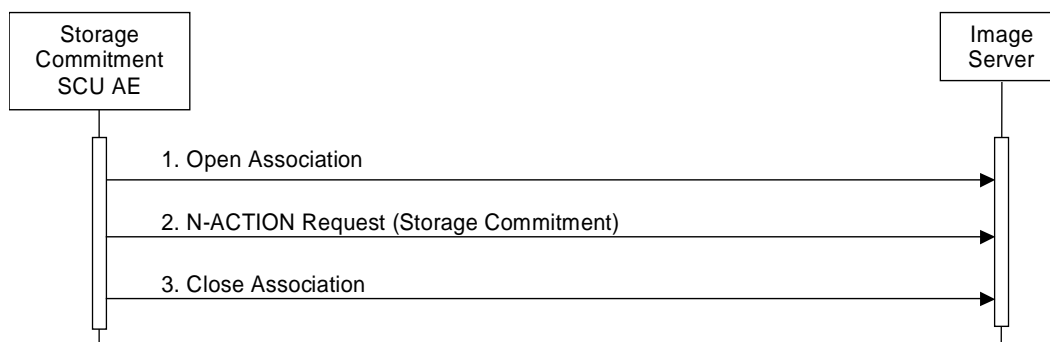 Storage
Commitment
SCU AE
Image
Server
1. Open Association
2. N-ACTION Request (Storage Commitment)
3. Close Association